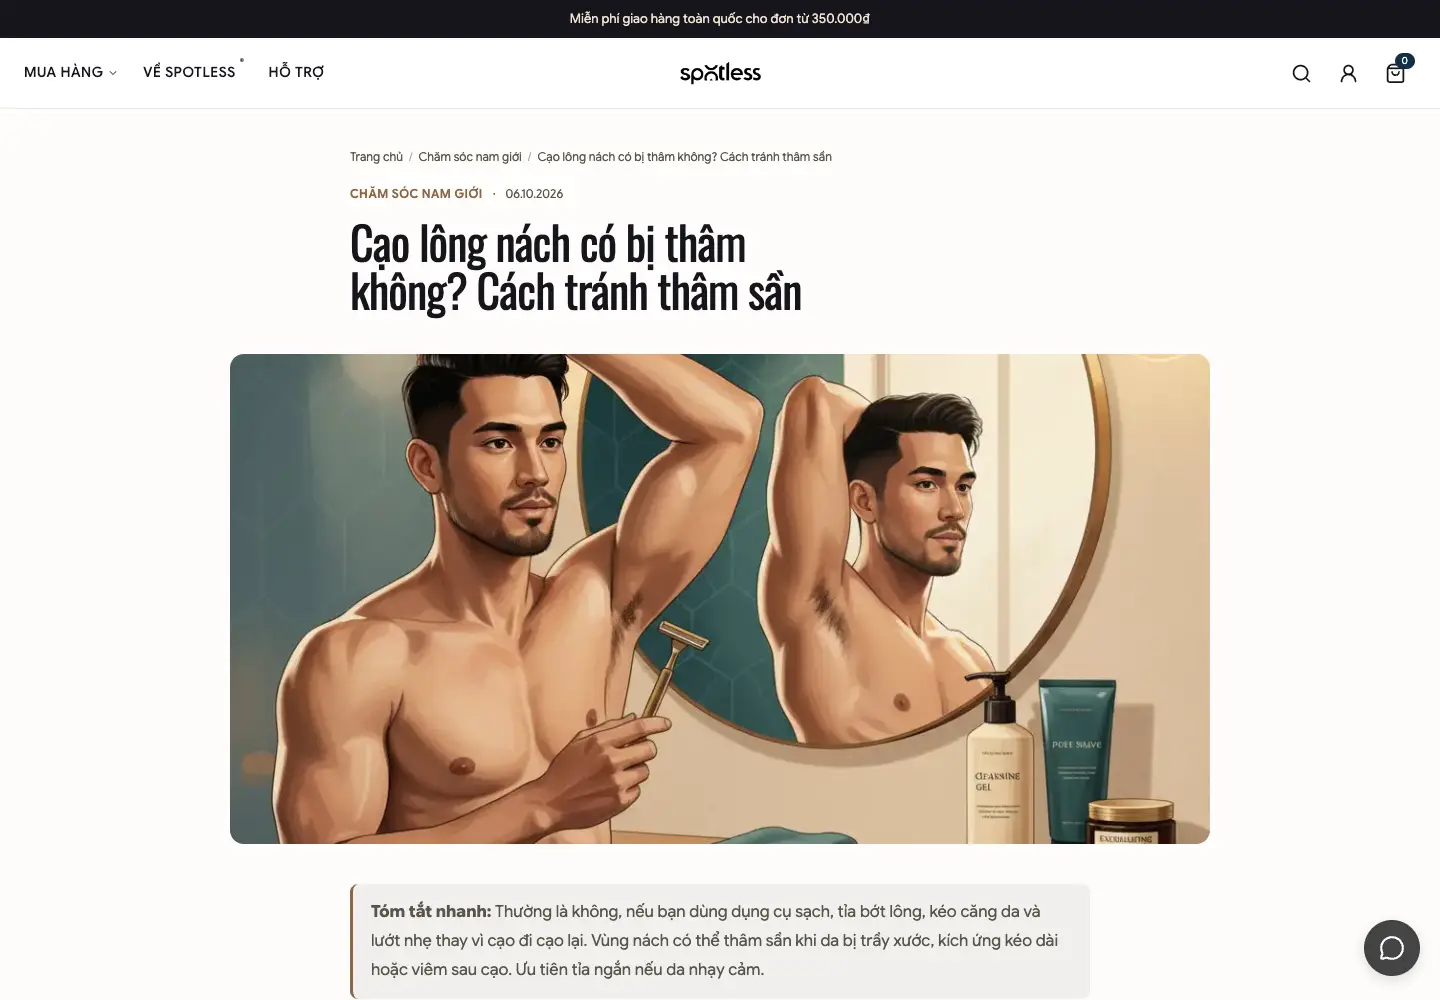 Miễn phí giao hàng toàn quốc cho đơn từ 350.000₫
MUA HÀNG
VỀ SPOTLESS
HỖ TRỢ
spotless
0
Trang chủ / Chăm sóc nam giới / Cạo lông nách có bị thâm không? Cách tránh thâm sần
CHĂM SÓC NAM GIỚI · 06.10.2026
Cạo lông nách có bị thâm
không? Cách tránh thâm sần
GEL
Tóm tắt nhanh: Thường là không, nếu bạn dùng dụng cụ sạch, tỉa bớt lông, kéo căng da và
lướt nhẹ thay vì cạo đi cạo lại. Vùng nách có thể thâm sần khi da bị trầy xước, kích ứng kéo dài
hoặc viêm sau cạo. Ưu tiên tỉa ngắn nếu da nhạy cảm.